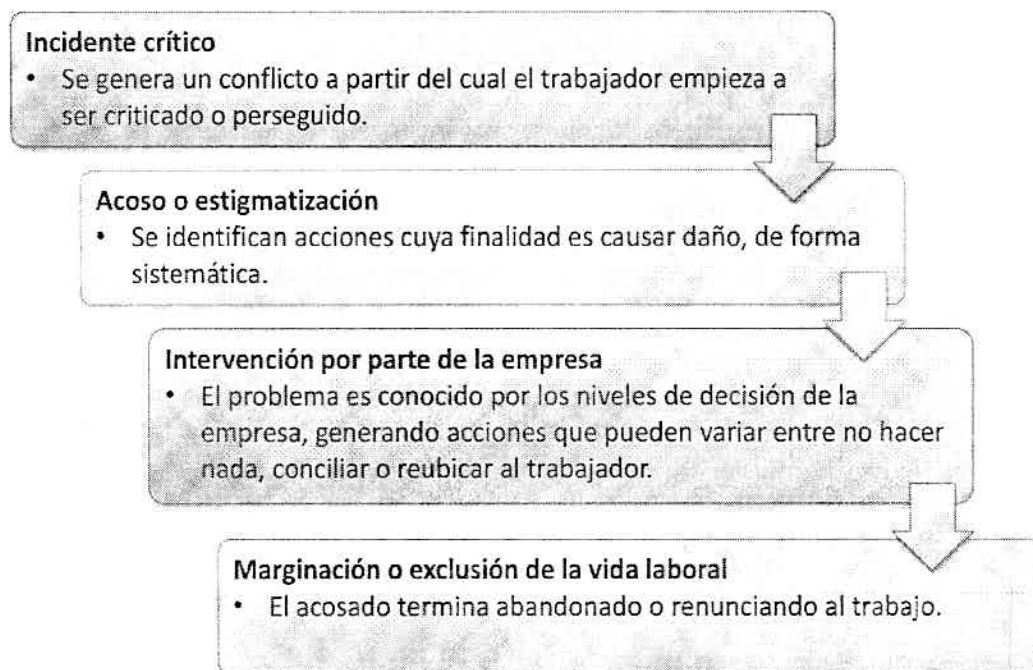 Incidente crítico
• Se genera un conflicto a partir del cual el trabajador empieza a
ser criticado o perseguido.
Acoso o estigmatización
• Se identifican acciones cuya finalidad es causar daño, de forma
sistemática.
Intervención por parte de la empresa
• El problema es conocido por los niveles de decisión de la
empresa, generando acciones que pueden variar entre no hacer
nada, conciliar o reubicar al trabajador.
Marginación o exclusión de la vida laboral
• El acosado termina abandonado o renunciando al trabajo.